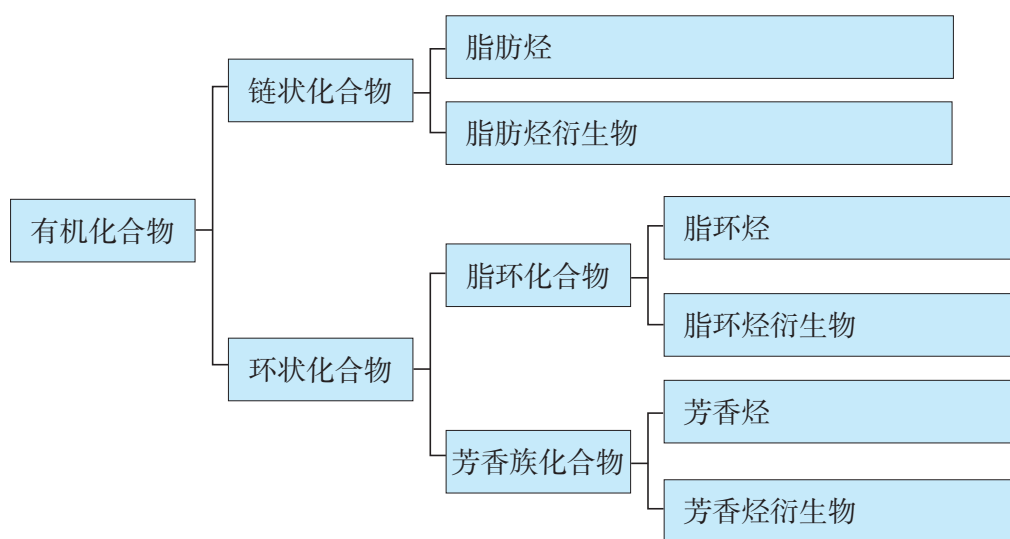 脂肪烃
链状化合物
脂肪烃衍生物
有机化合物
脂环烃
脂环化合物
脂环烃衍生物
环状化合物
芳香烃
芳香族化合物
芳香烃衍生物